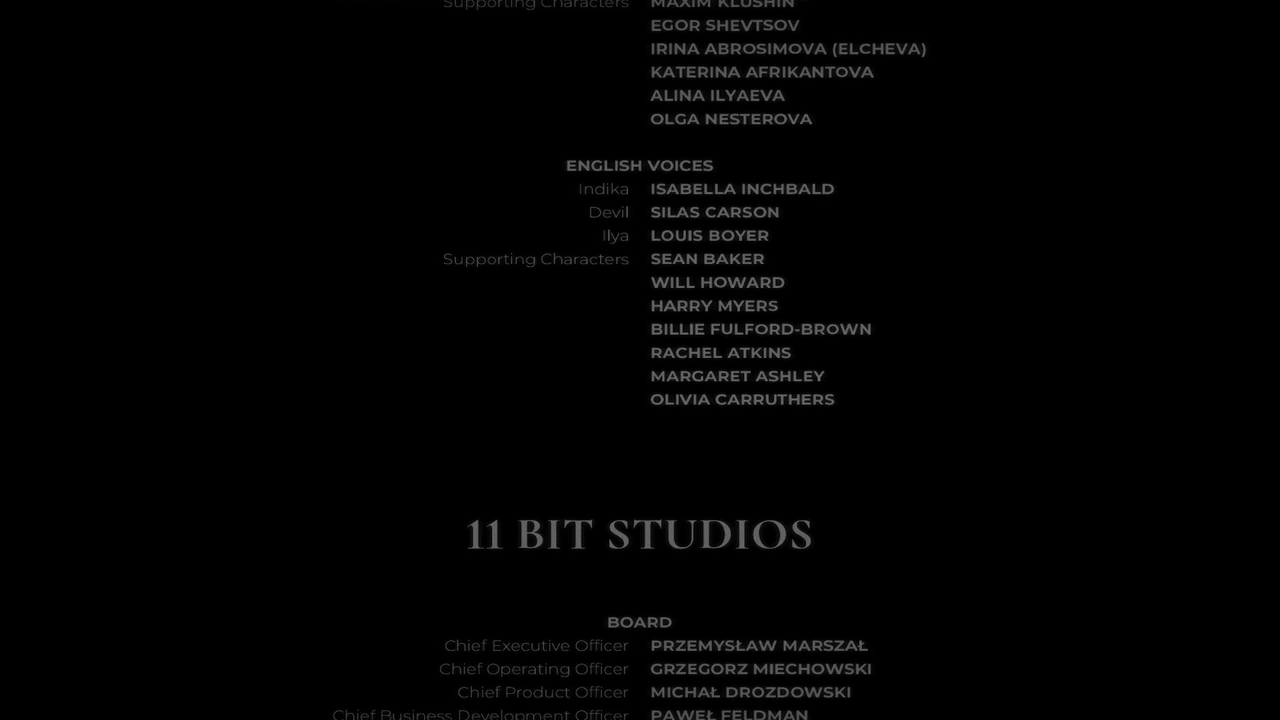 Supporting Characters MAXIM KLUSHIN
EGOR SHEVTSOV
IRINA ABROSIMOVA (ELCHEVA)
KATERINA AFRIKANTOVA
ALINA ILYAEVA
OLGA NESTEROVA
ENGLISH VOICES
Indika ISABELLA INCHBALD
Devil SILAS CARSON
Ilya LOUIS BOYER
Supporting Characters SEAN BAKER
WILL HOWARD
HARRY MYERS
BILLIE FULFORD-BROWN
RACHEL ATKINS
MARGARET ASHLEY
OLIVIA CARRUTHERS
11 BIT STUDIOS
BOARD
Chief Executive Officer PRZEMYSŁAW MARSZAŁ
Chief Operating Officer GRZEGORZ MIECHOWSKI
Chief Product Officer MICHAŁ DROZDOWSKI
Chief Business Development Officer PAWEŁ FELDMAN